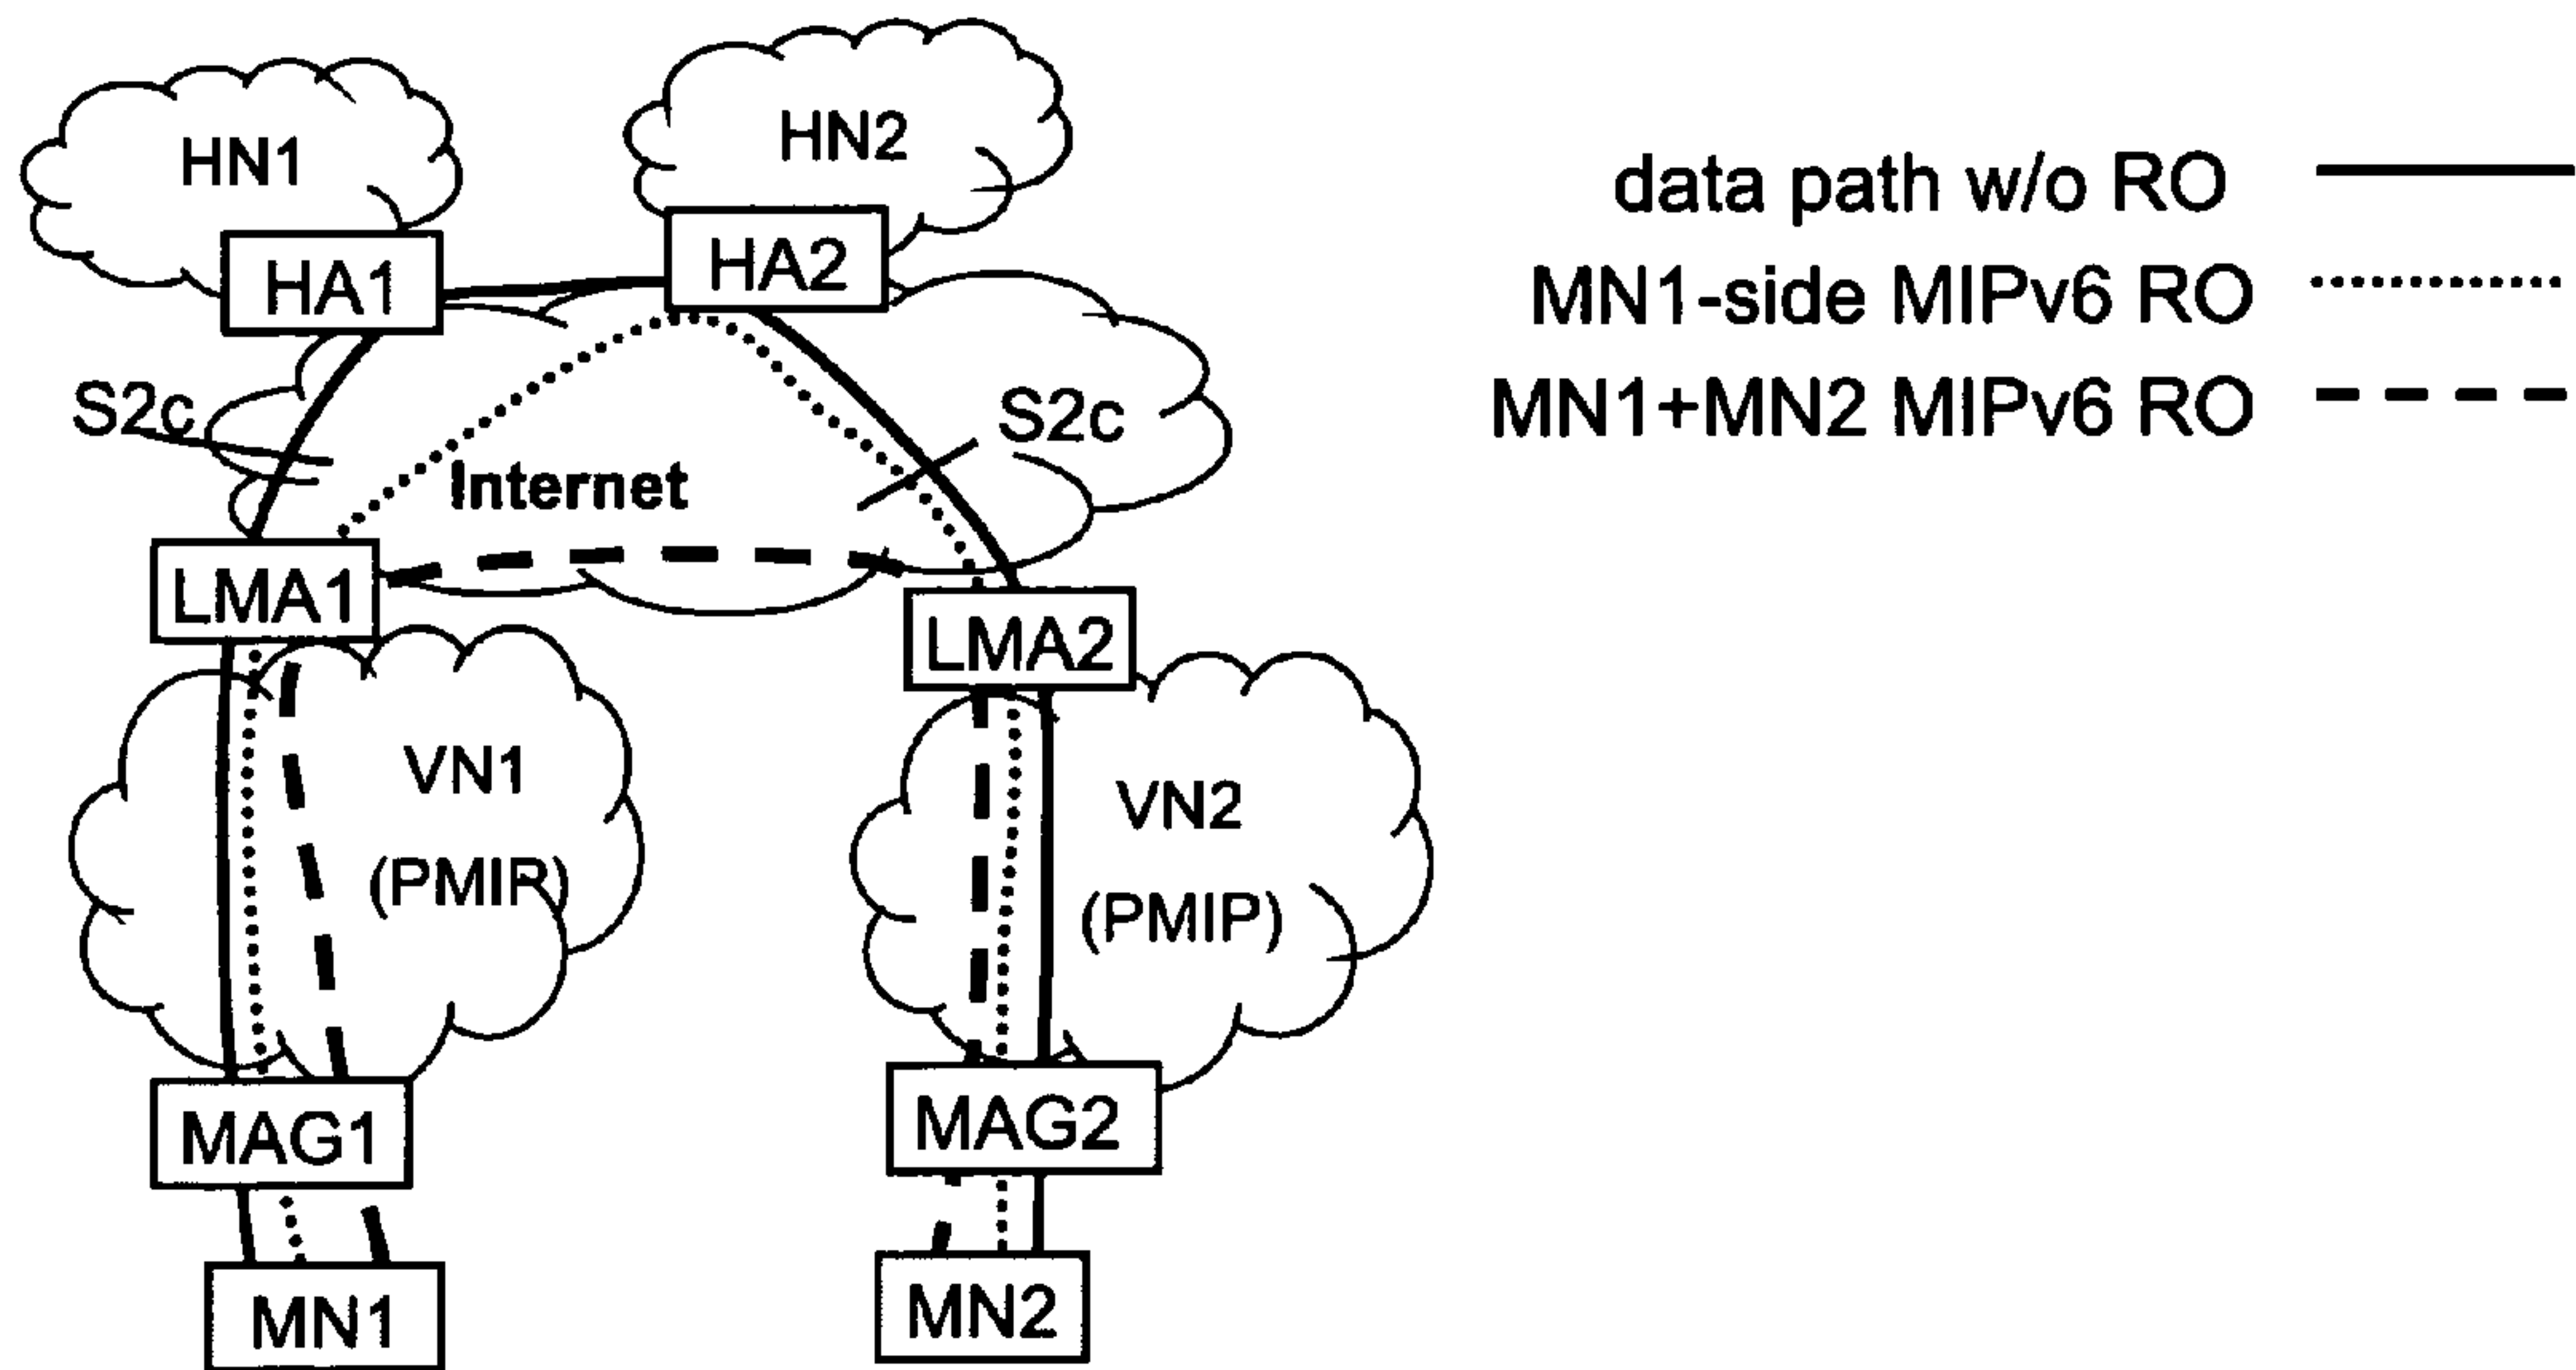 HN1
HN2
HA1
HA2
data path w/o RO
MN1-side MIPv6 RO
MN1+MN2 MIPv6 RO
S2c
S2c
Internet
LMA1
LMA2
VN1
(PMIP)
VN2
(PMIP)
MAG1
MAG2
MN1
MN2